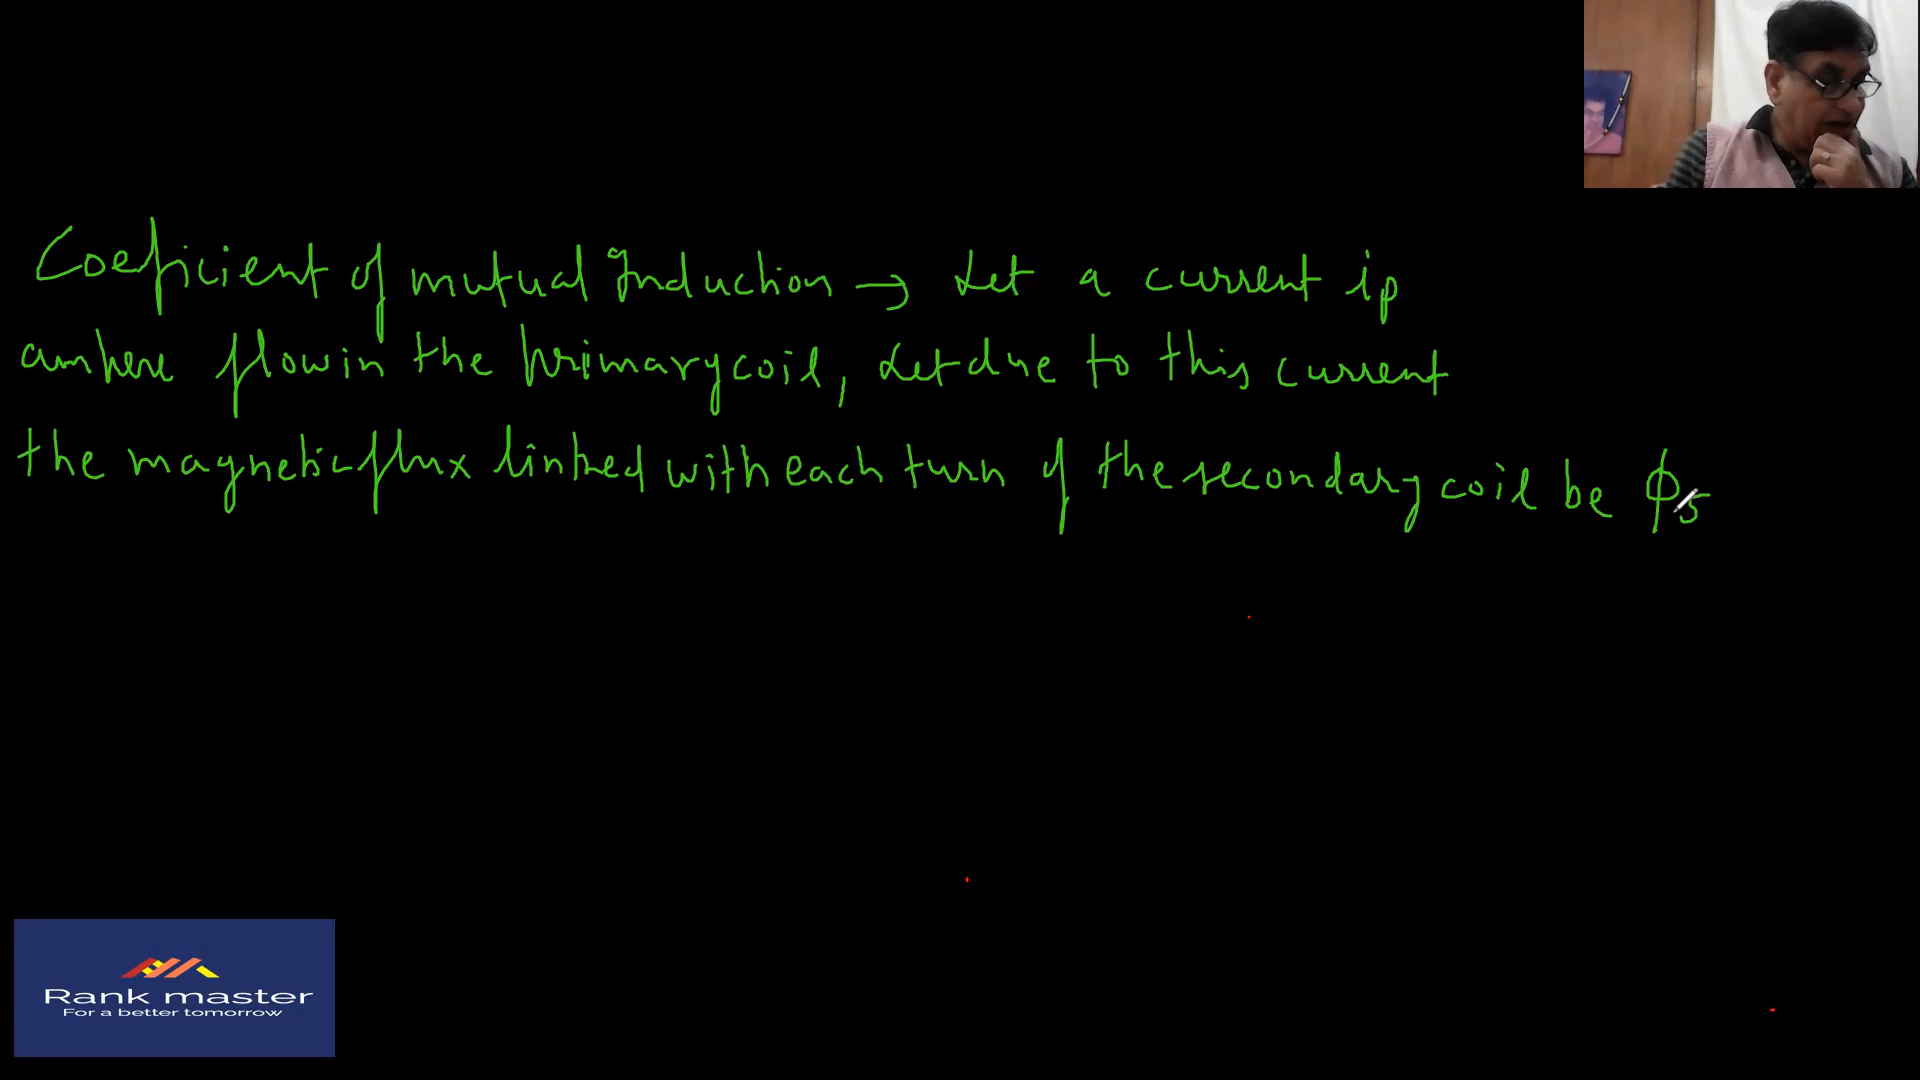 Coeficient of mutual Induction → Let a current ip
ampere flow in the primary coil, Let due to this current
the magnetic flux linked with each turn of the secondary coil be ϕs
Rank master
For a better tomorrow